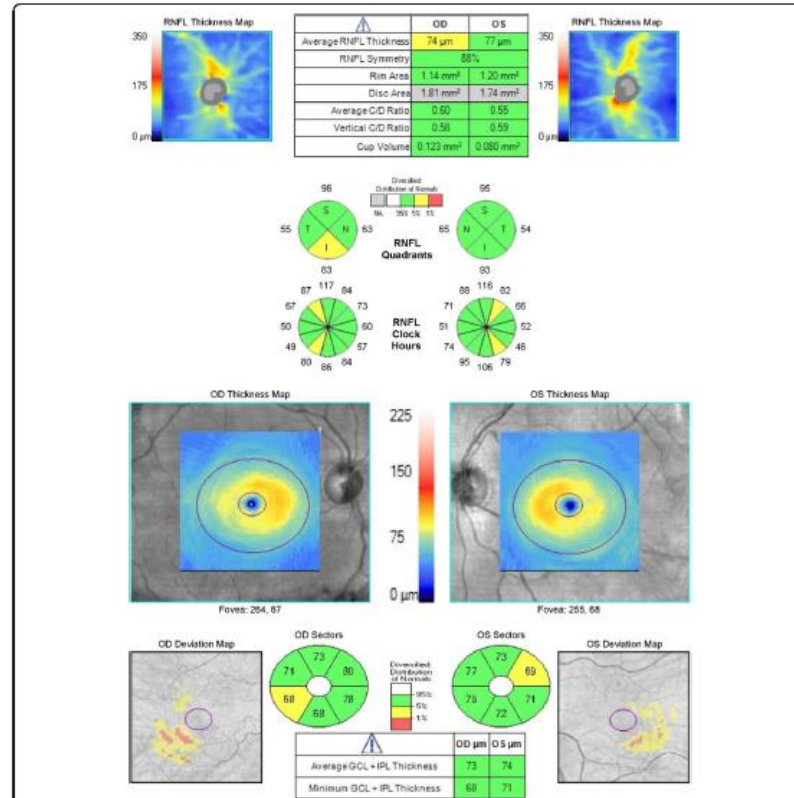 RNFL Thickness Map
OD OS
RNFL Thickness Map
350
175
0 µm
Average RNFL Thickness 74 µm 77 µm
RNFL Symmetry 88%
Rim Area 1.14 mm² 1.20 mm²
Disc Area 1.81 mm² 1.74 mm²
Average C/D Ratio 0.60 0.55
Vertical C/D Ratio 0.58 0.59
Cup Volume 0.123 mm³ 0.080 mm³
350
175
0 µm
Diversified:
Distribution of Normals
NA 95% 5% 1%
96
55 S T N I 63
83
RNFL
Quadrants
95
65 S N T I 54
93
117
87 84
67 73
50 60
49 57
80 84
86
RNFL
Clock
Hours
116
88 82
71 66
51 52
74 48
95 79
106
OD Thickness Map
OS Thickness Map
225
150
75
0 µm
Fovea: 264, 67
Fovea: 255, 68
OD Deviation Map
OD Sectors
OS Sectors
OS Deviation Map
73
71 80
68 78
68
Diversified:
Distribution
of Normals
95%
5%
1%
73
77 69
75 71
72
OD µm OS µm
Average GCL + IPL Thickness 73 74
Minimum GCL + IPL Thickness 68 71